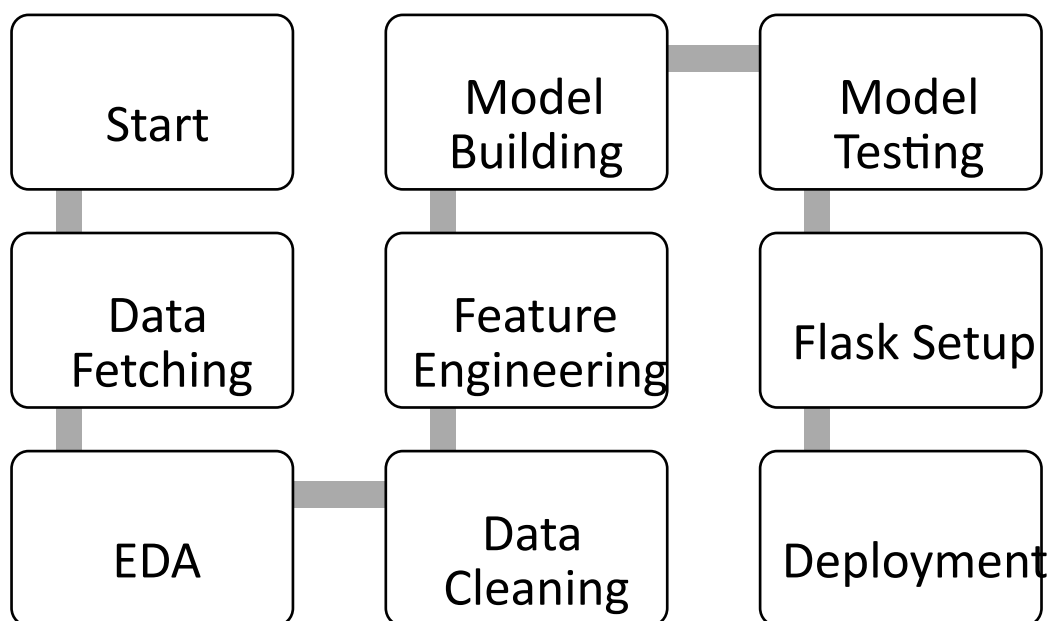 Start
Data
Fetching
EDA
Data
Cleaning
Feature
Engineering
Model
Building
Model
Testing
Flask Setup
Deployment